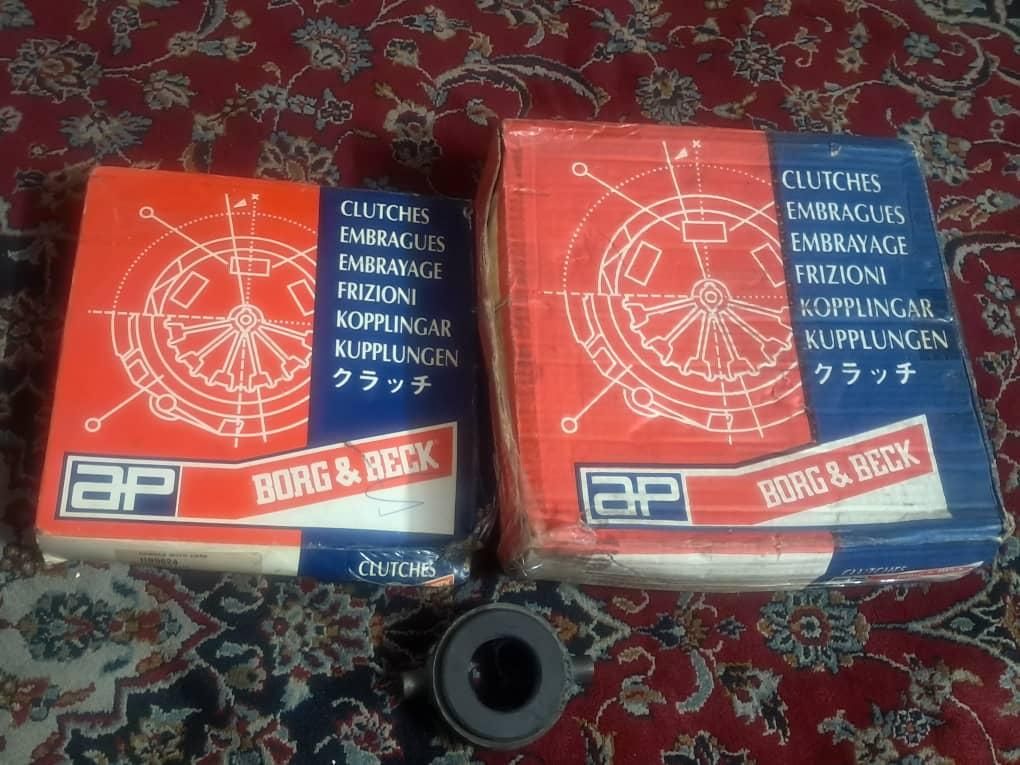 CLUTCHES
EMBRAGUES
EMBRAYAGE
FRIZIONI
KOPPLINGAR
KUPPLUNGEN
クラッチ
ap
BORG & BECK
CLUTCHES
CLUTCHES
EMBRAGUES
EMBRAYAGE
FRIZIONI
KOPPLINGAR
KUPPLUNGEN
クラッチ
ap
BORG & BECK
CLUTCHES